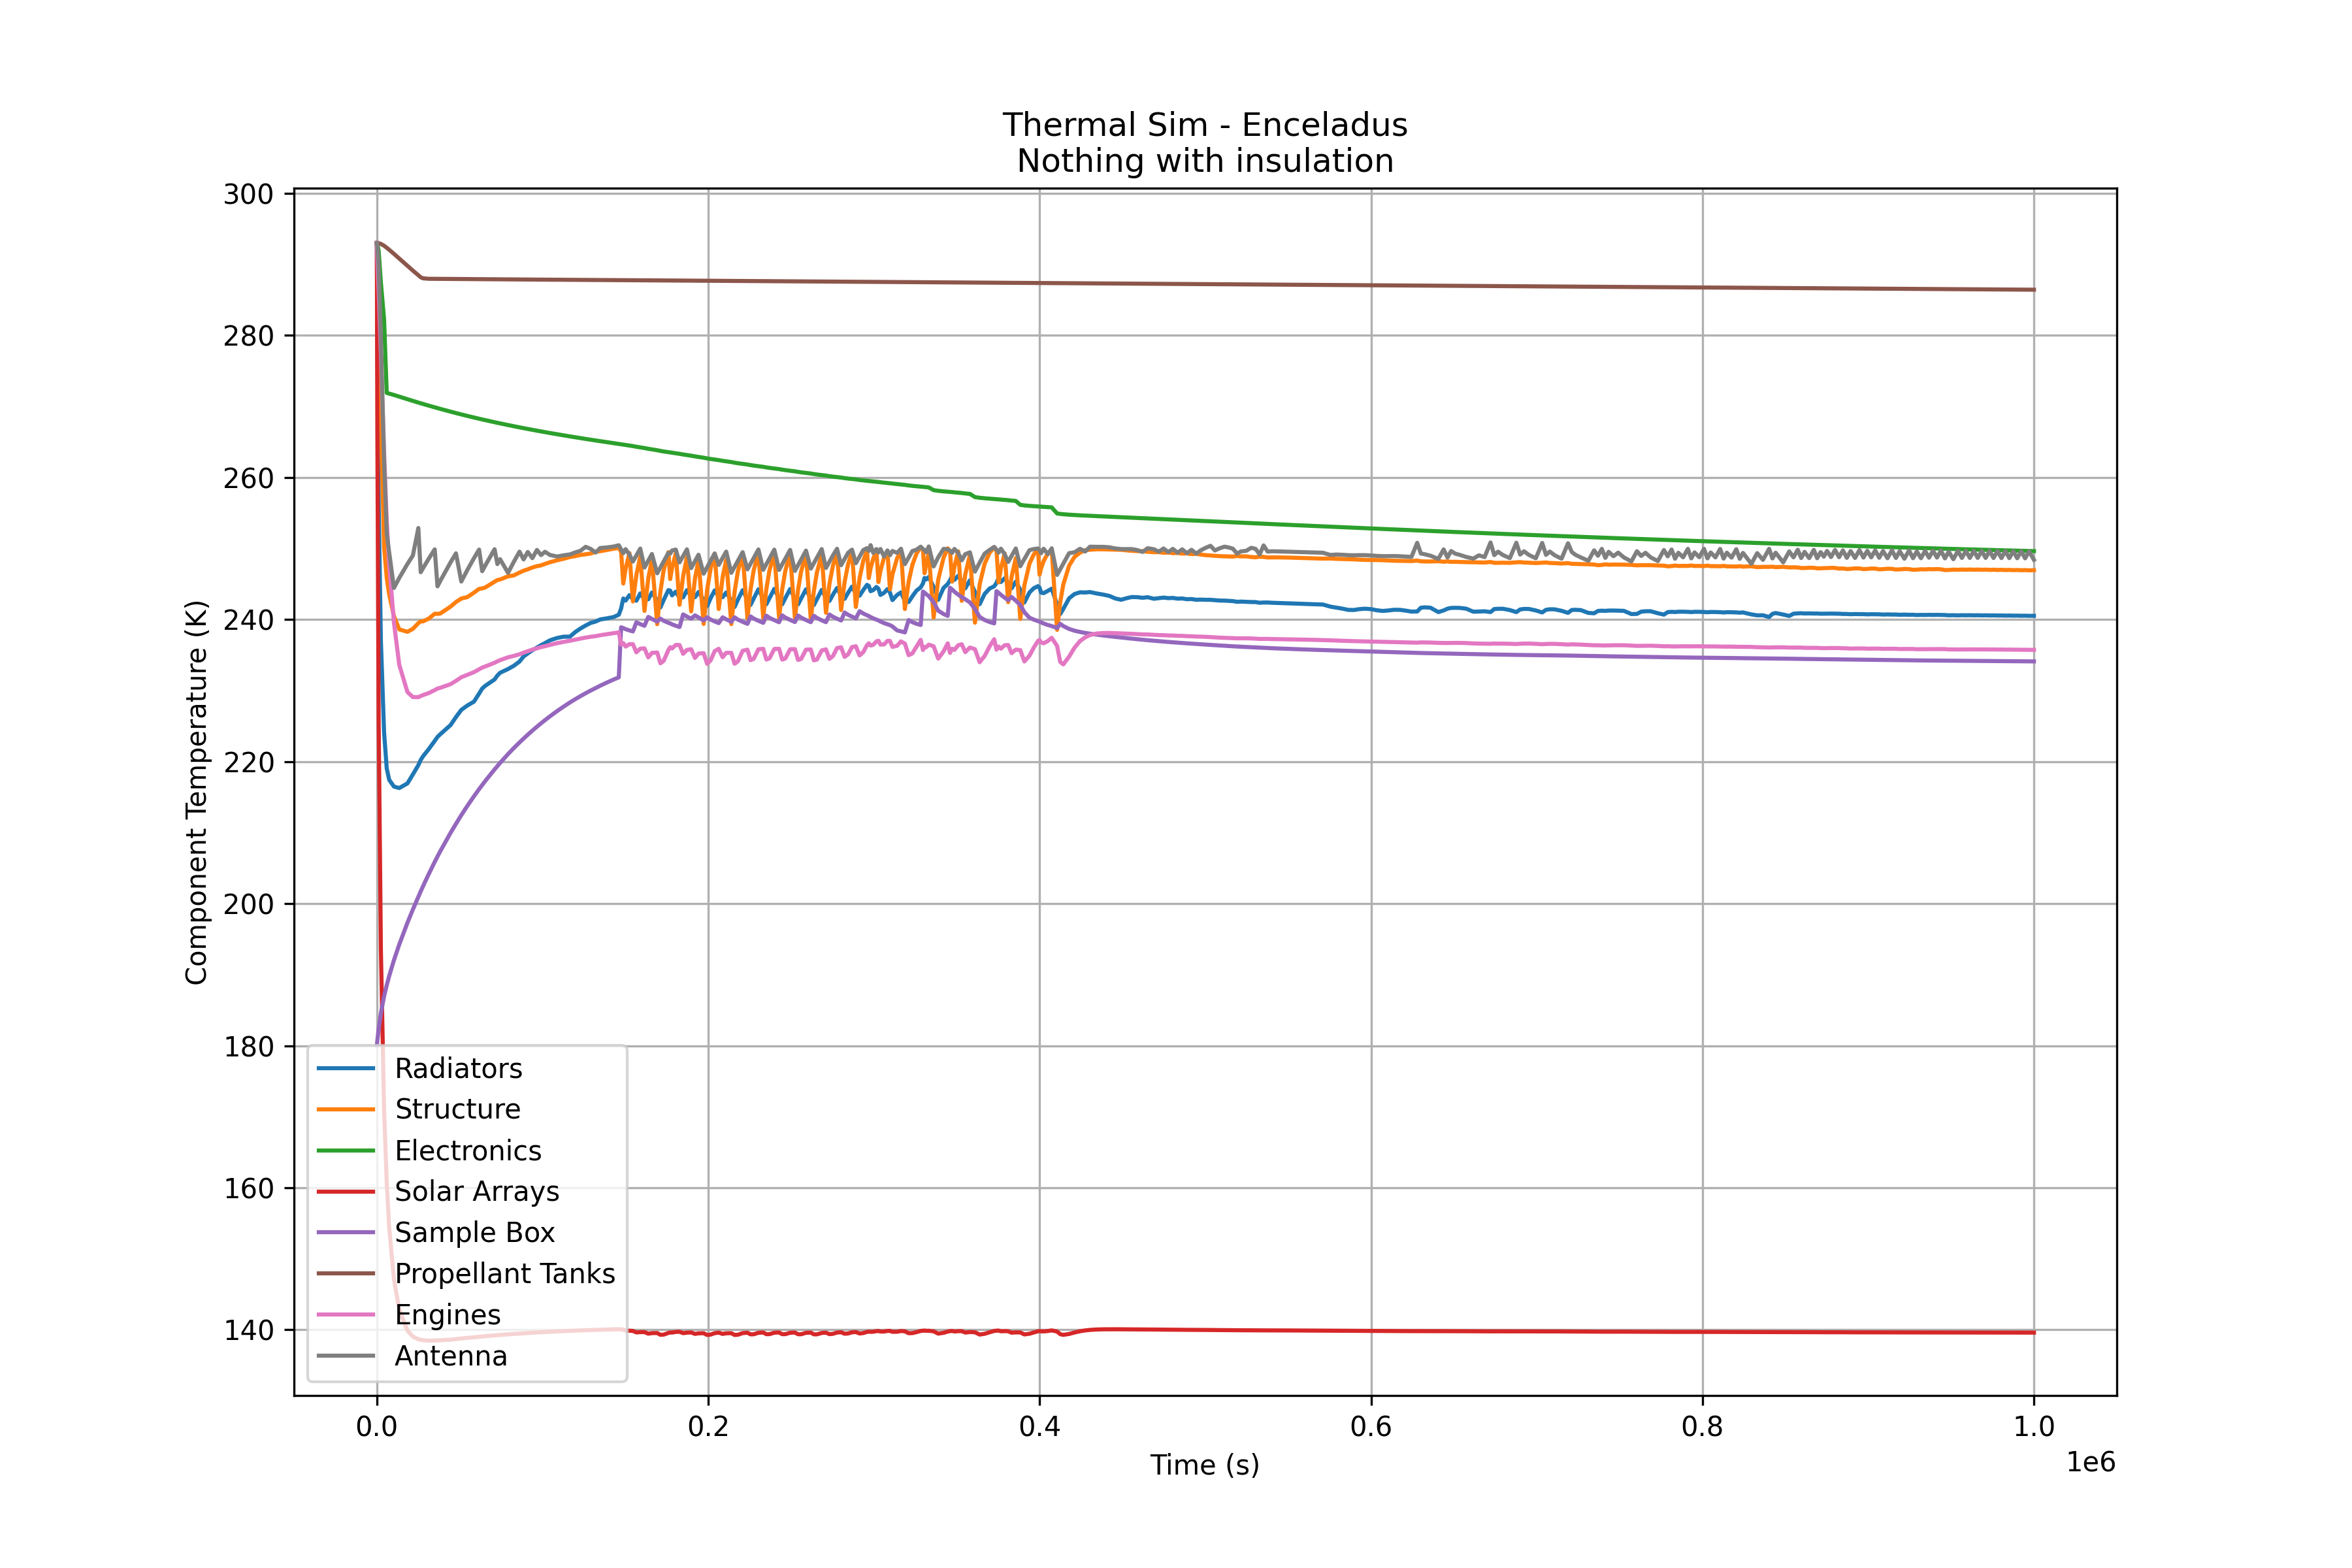 Thermal Sim - Enceladus
Nothing with insulation
Component Temperature (K)
300
280
260
240
220
200
180
160
140
Radiators
Structure
Electronics
Solar Arrays
Sample Box
Propellant Tanks
Engines
Antenna
0.0 0.2 0.4 0.6 0.8 1.0
1e6
Time (s)